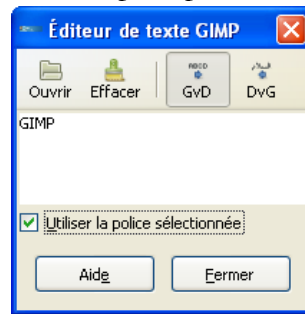 Éditeur de texte GIMP
Ouvrir Effacer GvD DvG
GIMP
Utiliser la police sélectionnée
Aide Fermer